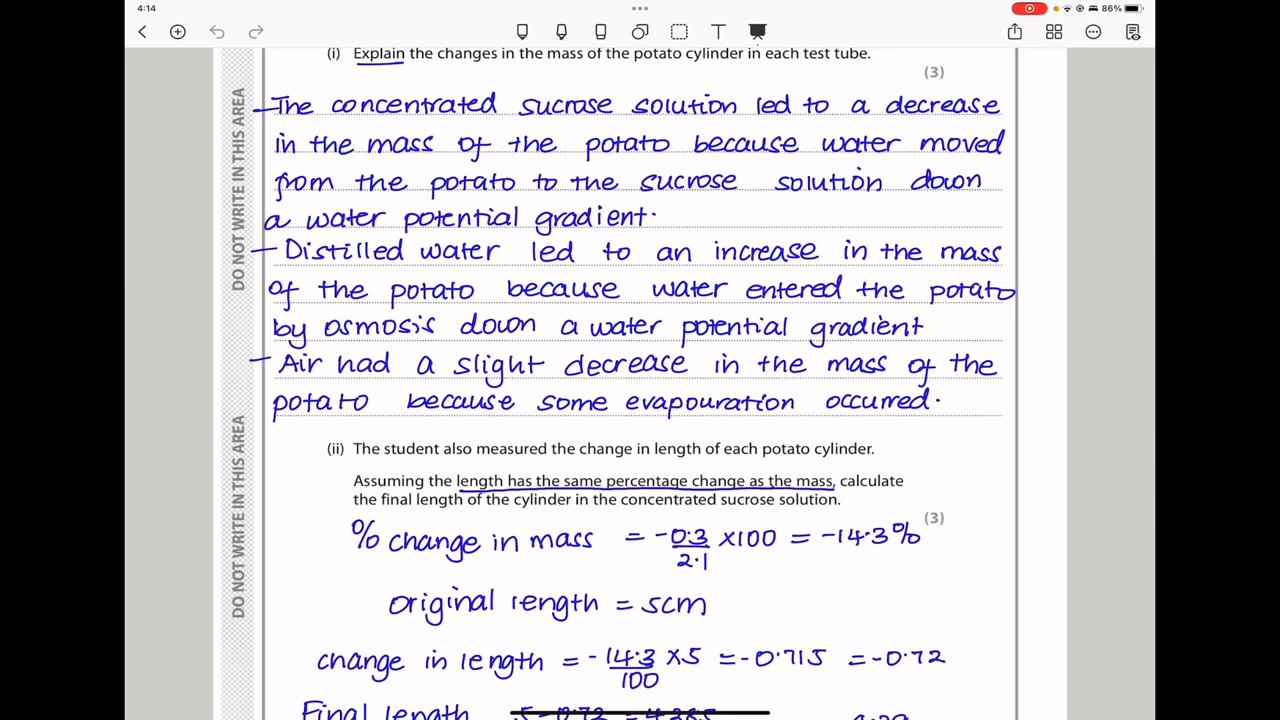 4:14
86%
(i) Explain the changes in the mass of the potato cylinder in each test tube.
(3)
DO NOT WRITE IN THIS AREA
- The concentrated sucrose solution led to a decrease
in the mass of the potato because water moved
from the potato to the sucrose solution down
a water potential gradient.
- Distilled water led to an increase in the mass
of the potato because water entered the potato
by osmosis down a water potential gradient
- Air had a slight decrease in the mass of the
potato because some evapouration occurred.
DO NOT WRITE IN THIS AREA
(ii) The student also measured the change in length of each potato cylinder.
Assuming the length has the same percentage change as the mass, calculate
the final length of the cylinder in the concentrated sucrose solution.
(3)
% change in mass = -0.3/2.1 ×100 = -14.3%
original length = 5cm
change in length = -14.3/100 ×5 = -0.715 = -0.72
Final length 5-0.72